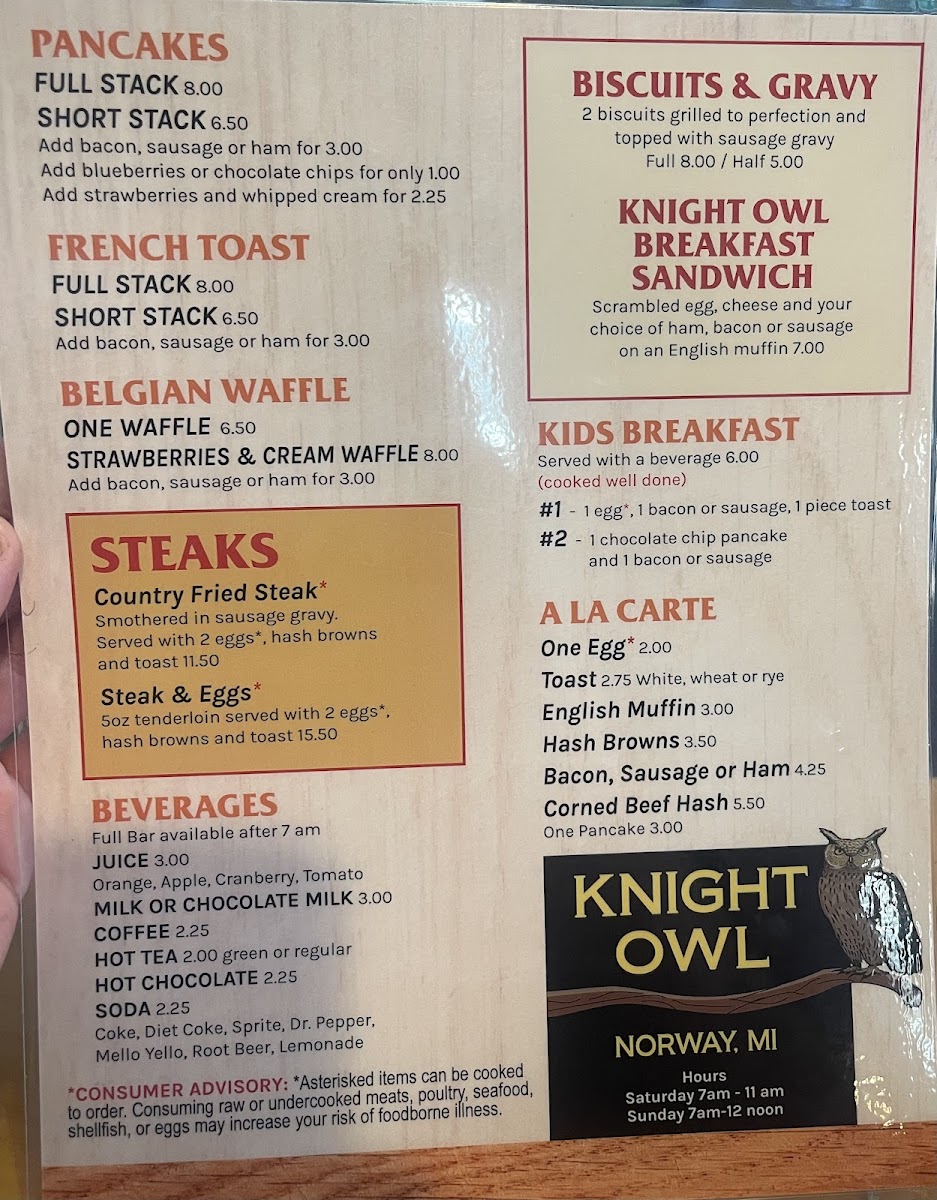 PANCAKES
FULL STACK 8.00
SHORT STACK 6.50
Add bacon, sausage or ham for 3.00
Add blueberries or chocolate chips for only 1.00
Add strawberries and whipped cream for 2.25
FRENCH TOAST
FULL STACK 8.00
SHORT STACK 6.50
Add bacon, sausage or ham for 3.00
BELGIAN WAFFLE
ONE WAFFLE 6.50
STRAWBERRIES & CREAM WAFFLE 8.00
Add bacon, sausage or ham for 3.00
STEAKS
Country Fried Steak*
Smothered in sausage gravy.
Served with 2 eggs*, hash browns
and toast 11.50
Steak & Eggs*
5oz tenderloin served with 2 eggs*,
hash browns and toast 15.50
BEVERAGES
Full Bar available after 7 am
JUICE 3.00
Orange, Apple, Cranberry, Tomato
MILK OR CHOCOLATE MILK 3.00
COFFEE 2.25
HOT TEA 2.00 green or regular
HOT CHOCOLATE 2.25
SODA 2.25
Coke, Diet Coke, Sprite, Dr. Pepper,
Mello Yello, Root Beer, Lemonade
*CONSUMER ADVISORY: *Asterisked items can be cooked
to order. Consuming raw or undercooked meats, poultry, seafood,
shellfish, or eggs may increase your risk of foodborne illness.
BISCUITS & GRAVY
2 biscuits grilled to perfection and
topped with sausage gravy
Full 8.00 / Half 5.00
KNIGHT OWL
BREAKFAST
SANDWICH
Scrambled egg, cheese and your
choice of ham, bacon or sausage
on an English muffin 7.00
KIDS BREAKFAST
Served with a beverage 6.00
(cooked well done)
#1 - 1 egg*, 1 bacon or sausage, 1 piece toast
#2 - 1 chocolate chip pancake
and 1 bacon or sausage
A LA CARTE
One Egg* 2.00
Toast 2.75 White, wheat or rye
English Muffin 3.00
Hash Browns 3.50
Bacon, Sausage or Ham 4.25
Corned Beef Hash 5.50
One Pancake 3.00
KNIGHT
OWL
NORWAY, MI
Hours
Saturday 7am - 11 am
Sunday 7am-12 noon